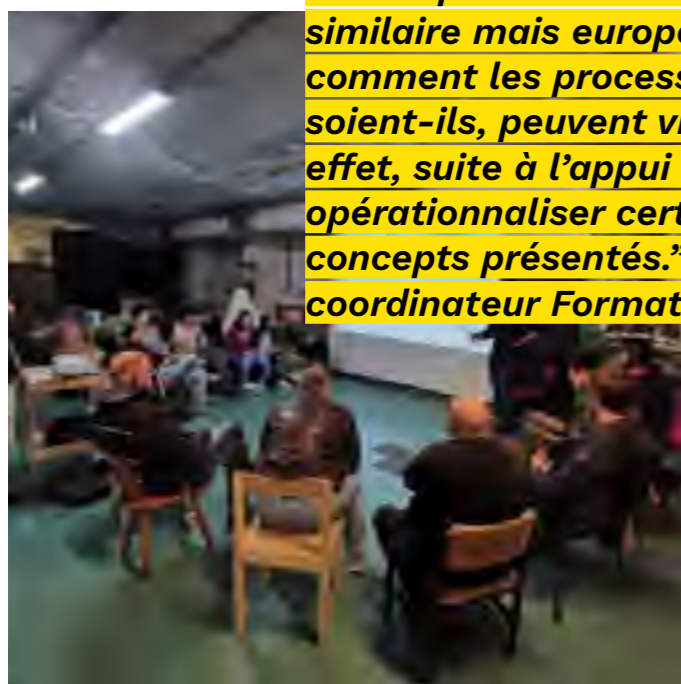 similaire mais europ
comment les process
soient-ils, peuvent v
effet, suite à l’appui
opérationnaliser cert
concepts présentés.”
coordinateur Format